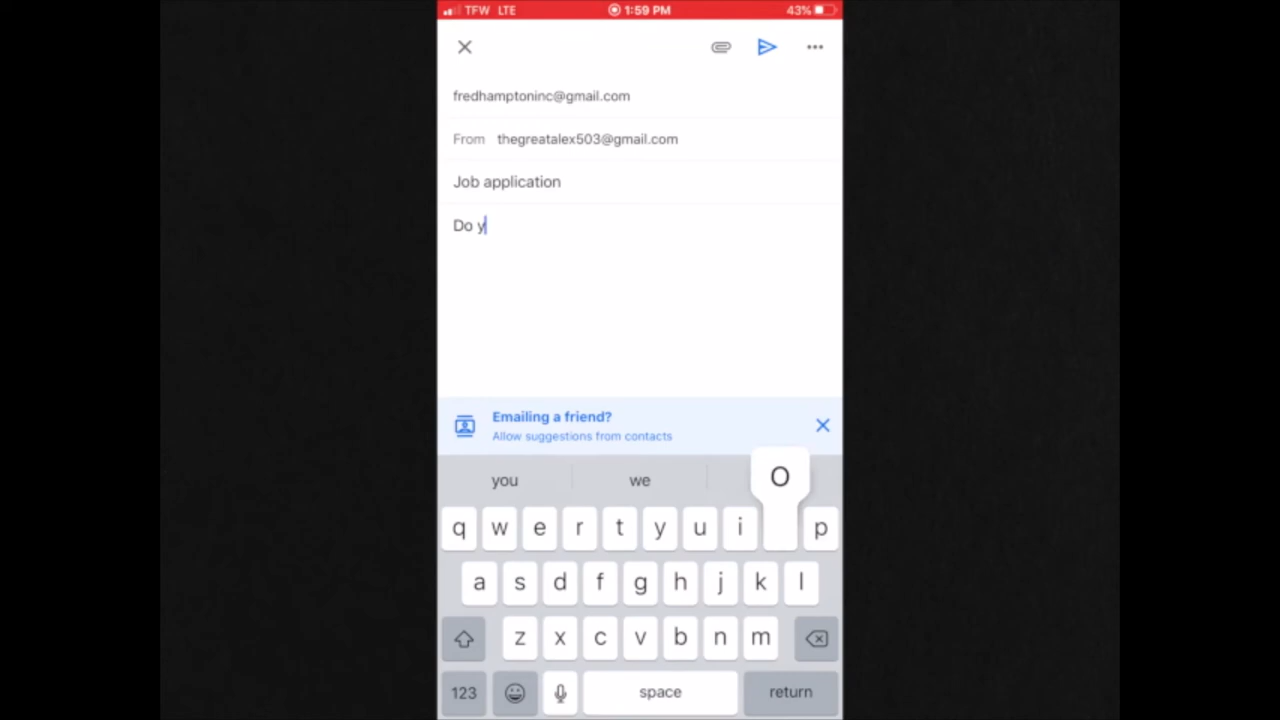 TFW LTE 1:59 PM 43%
fredhamptoninc@gmail.com
From thegreatalex503@gmail.com
Job application
Do y
Emailing a friend?
Allow suggestions from contacts
you we
O
q w e r t y u i p
a s d f g h j k l
z x c v b n m
123 space return